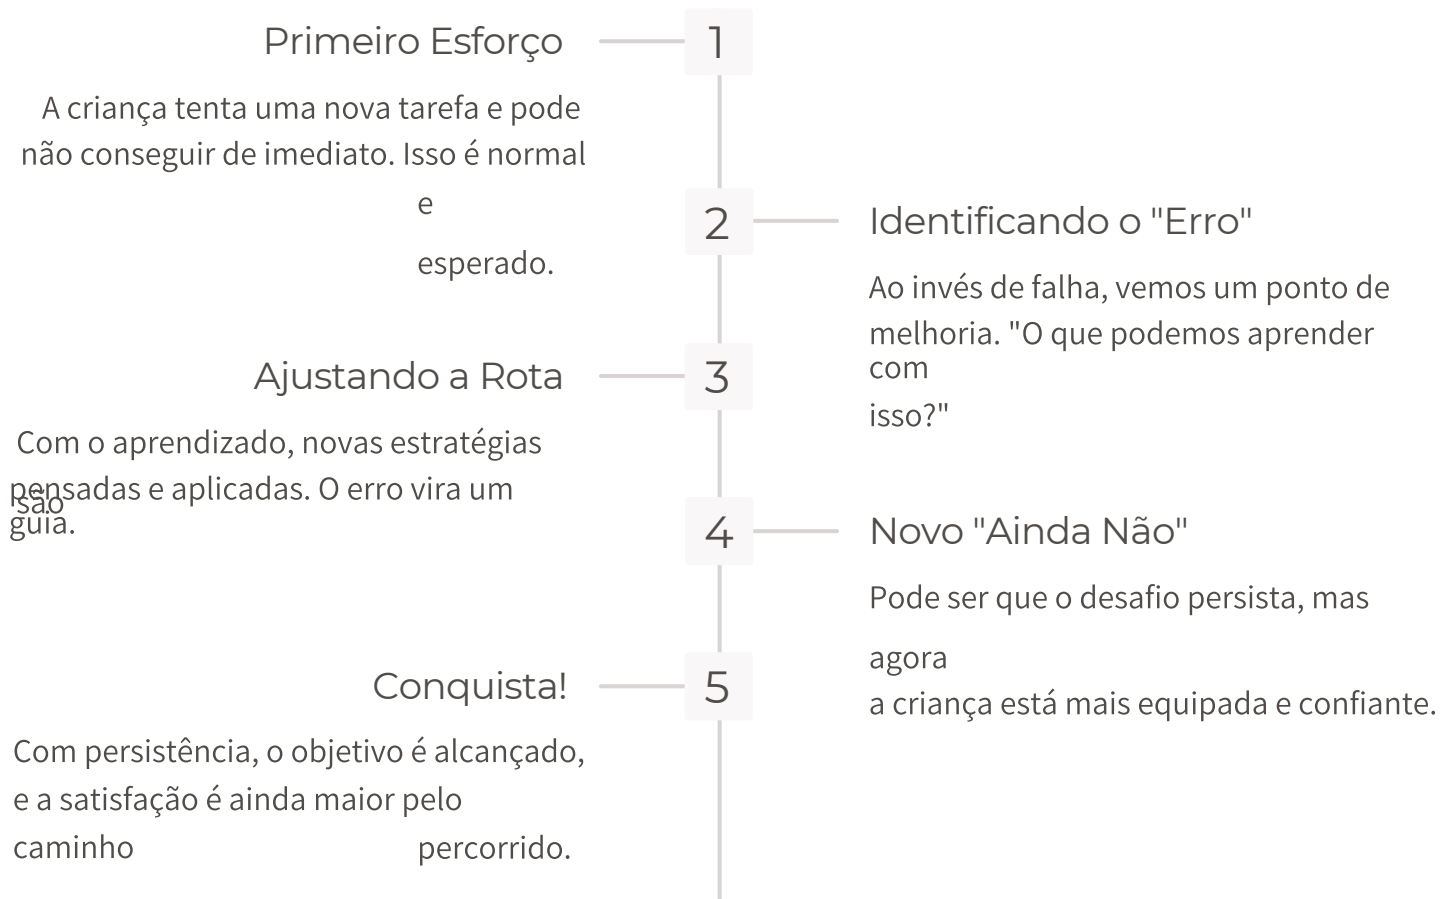 Primeiro Esforço
1
A criança tenta uma nova tarefa e pode
não conseguir de imediato. Isso é normal
e
esperado.
2
Identificando o "Erro"
Ao invés de falha, vemos um ponto de
melhoria. "O que podemos aprender
com
isso?"
Ajustando a Rota
3
Com o aprendizado, novas estratégias
são
pensadas e aplicadas. O erro vira um
guia.
4
Novo "Ainda Não"
Pode ser que o desafio persista, mas
agora
a criança está mais equipada e confiante.
Conquista!
5
Com persistência, o objetivo é alcançado,
e a satisfação é ainda maior pelo
caminho percorrido.